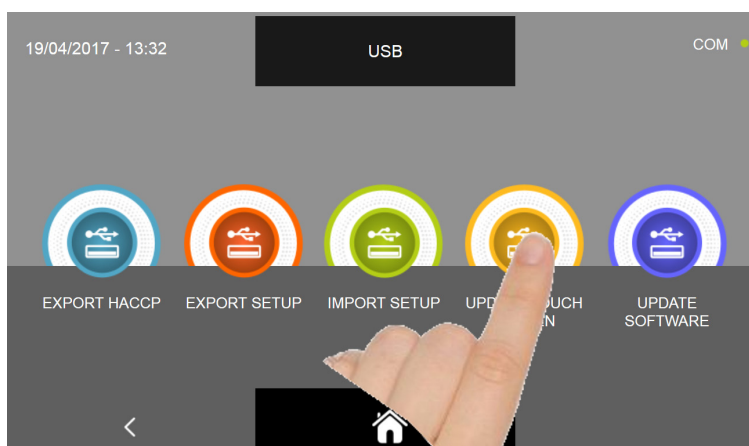 19/04/2017 - 13:32
USB
COM
EXPORT HACCP
EXPORT SETUP
IMPORT SETUP
UPDATE
SOFTWARE